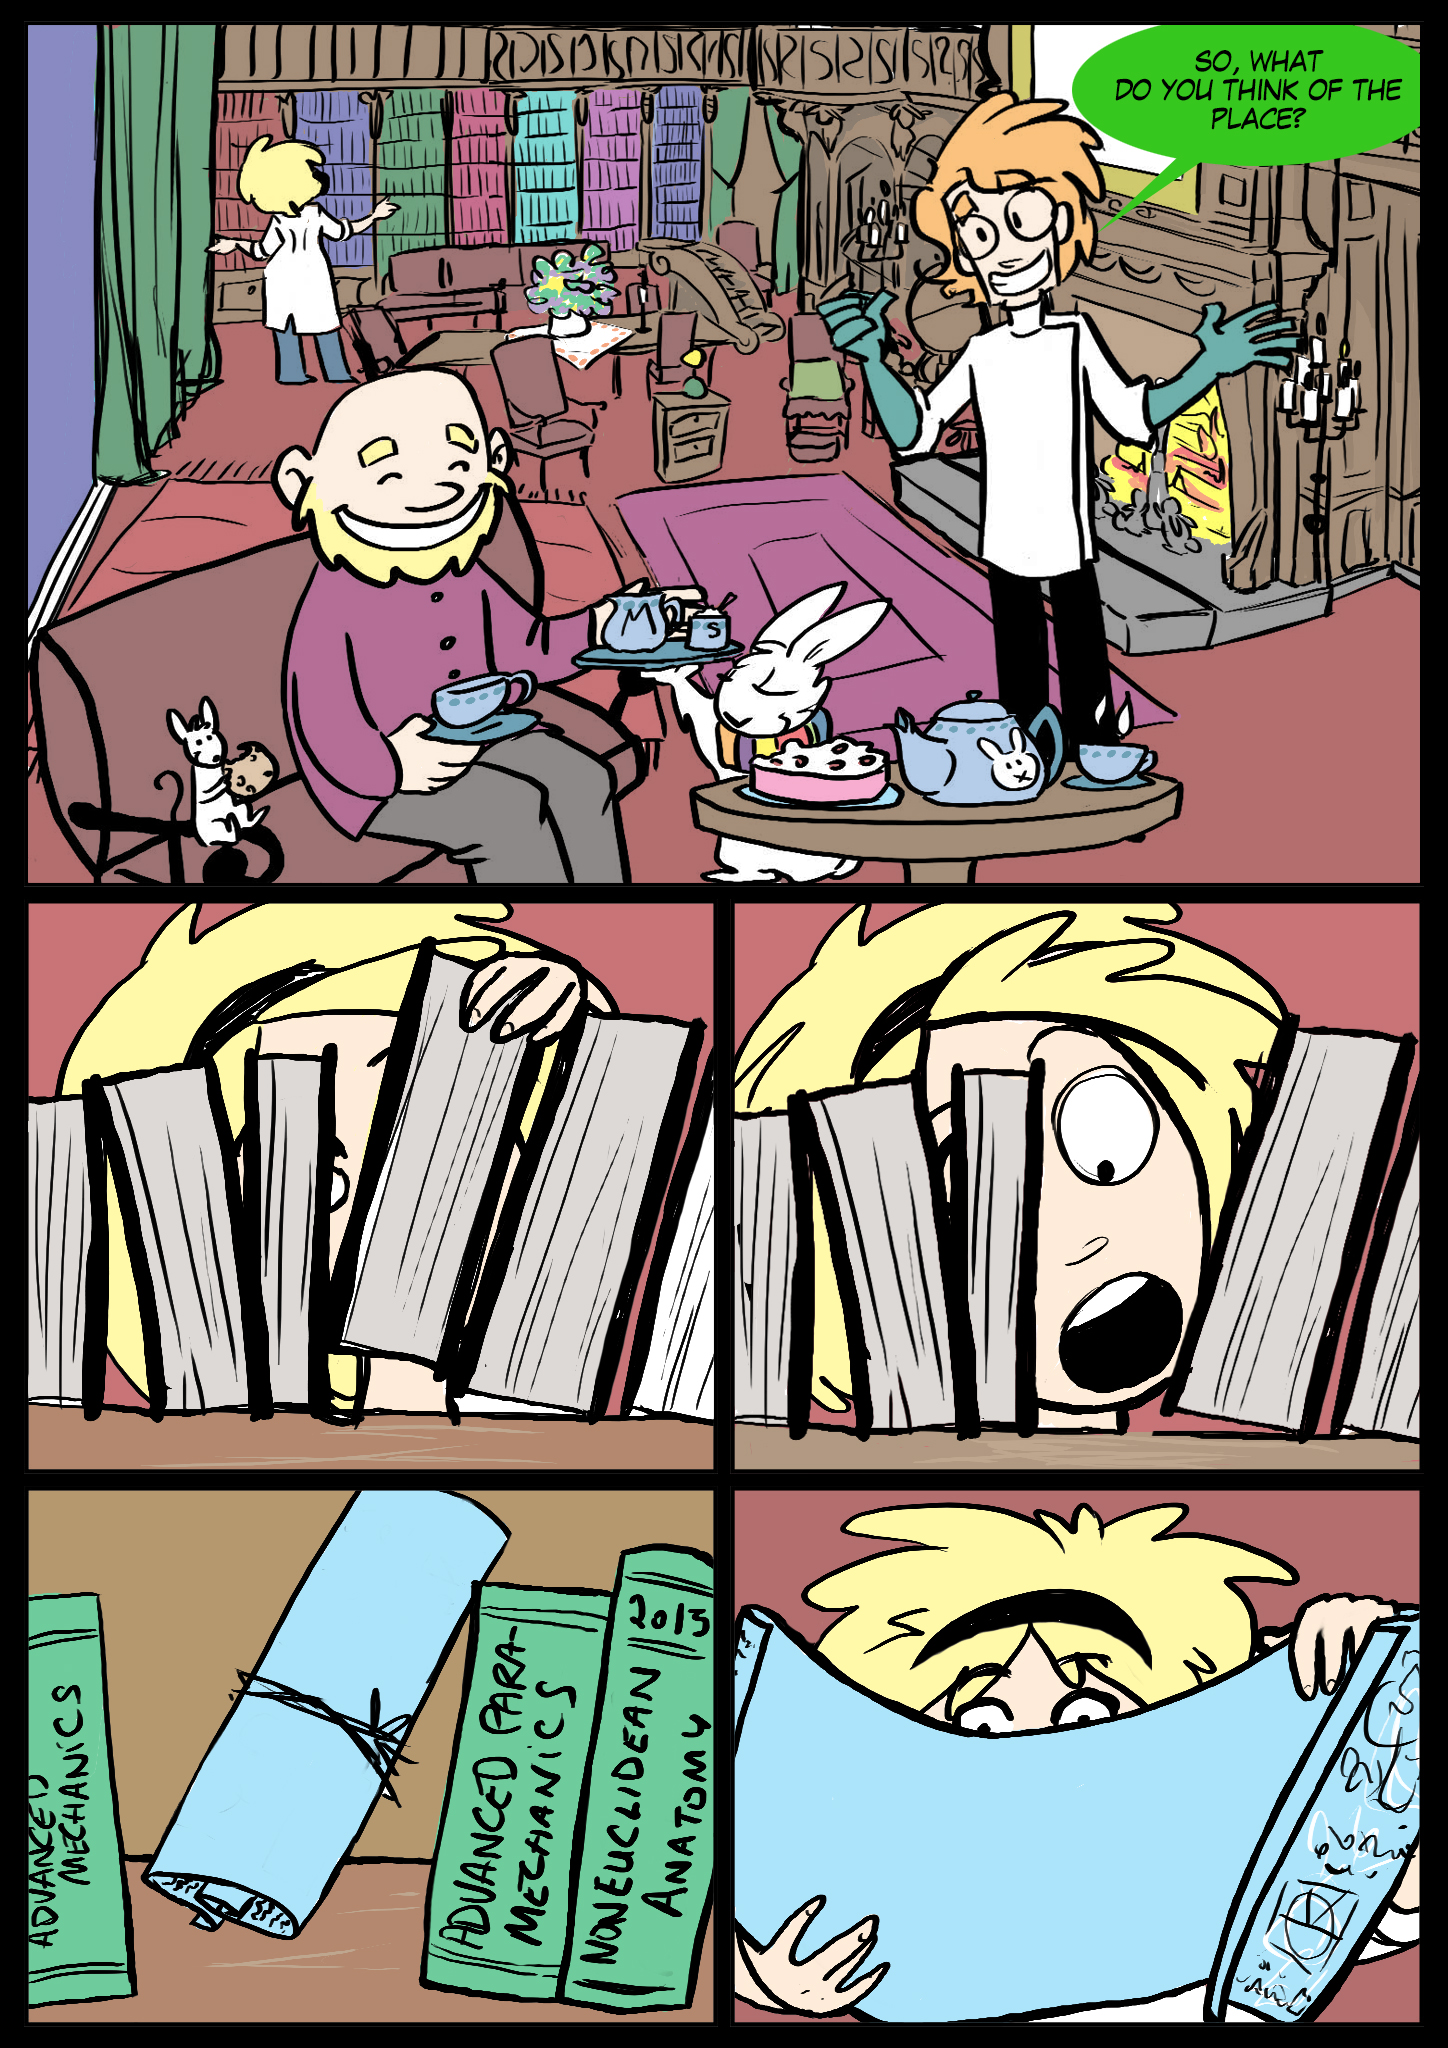 SO, WHAT
DO YOU THINK OF THE
PLACE?
M
S
ADVANCED
MECHANICS
ADVANCED PARA-
MECHANICS
2013
NONEUCLIDEAN
ANATOMY